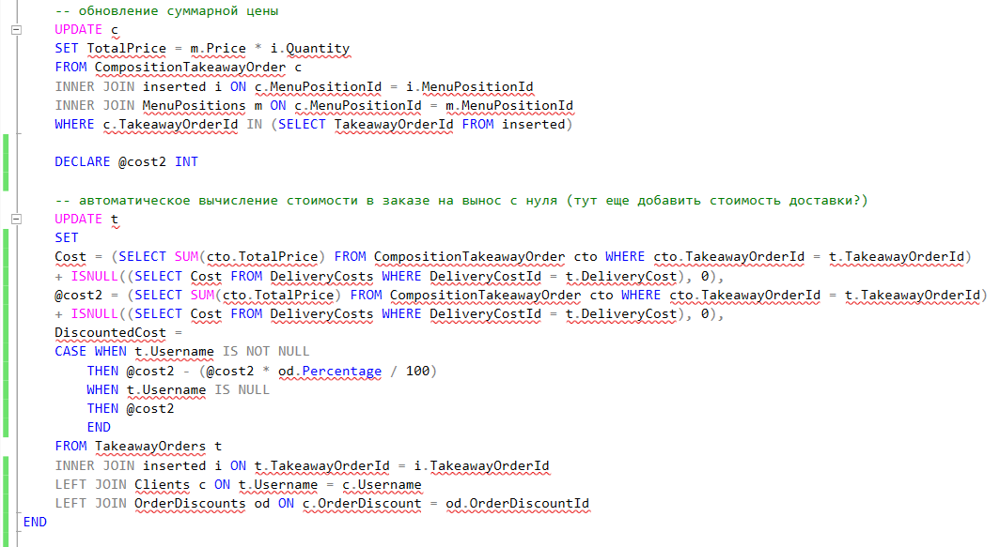 -- обновление суммарной цены
UPDATE c
SET TotalPrice = m.Price * i.Quantity
FROM CompositionTakeawayOrder c
INNER JOIN inserted i ON c.MenuPositionId = i.MenuPositionId
INNER JOIN MenuPositions m ON c.MenuPositionId = m.MenuPositionId
WHERE c.TakeawayOrderId IN (SELECT TakeawayOrderId FROM inserted)
DECLARE @cost2 INT
-- автоматическое вычисление стоимости в заказе на вынос с нуля (тут еще добавить стоимость доставки?)
UPDATE t
SET
Cost = (SELECT SUM(cto.TotalPrice) FROM CompositionTakeawayOrder cto WHERE cto.TakeawayOrderId = t.TakeawayOrderId)
+ ISNULL((SELECT Cost FROM DeliveryCosts WHERE DeliveryCostId = t.DeliveryCost), 0),
@cost2 = (SELECT SUM(cto.TotalPrice) FROM CompositionTakeawayOrder cto WHERE cto.TakeawayOrderId = t.TakeawayOrderId)
+ ISNULL((SELECT Cost FROM DeliveryCosts WHERE DeliveryCostId = t.DeliveryCost), 0),
DiscountedCost =
CASE WHEN t.Username IS NOT NULL
THEN @cost2 - (@cost2 * od.Percentage / 100)
WHEN t.Username IS NULL
THEN @cost2
END
FROM TakeawayOrders t
INNER JOIN inserted i ON t.TakeawayOrderId = i.TakeawayOrderId
LEFT JOIN Clients c ON t.Username = c.Username
LEFT JOIN OrderDiscounts od ON c.OrderDiscount = od.OrderDiscountId
END